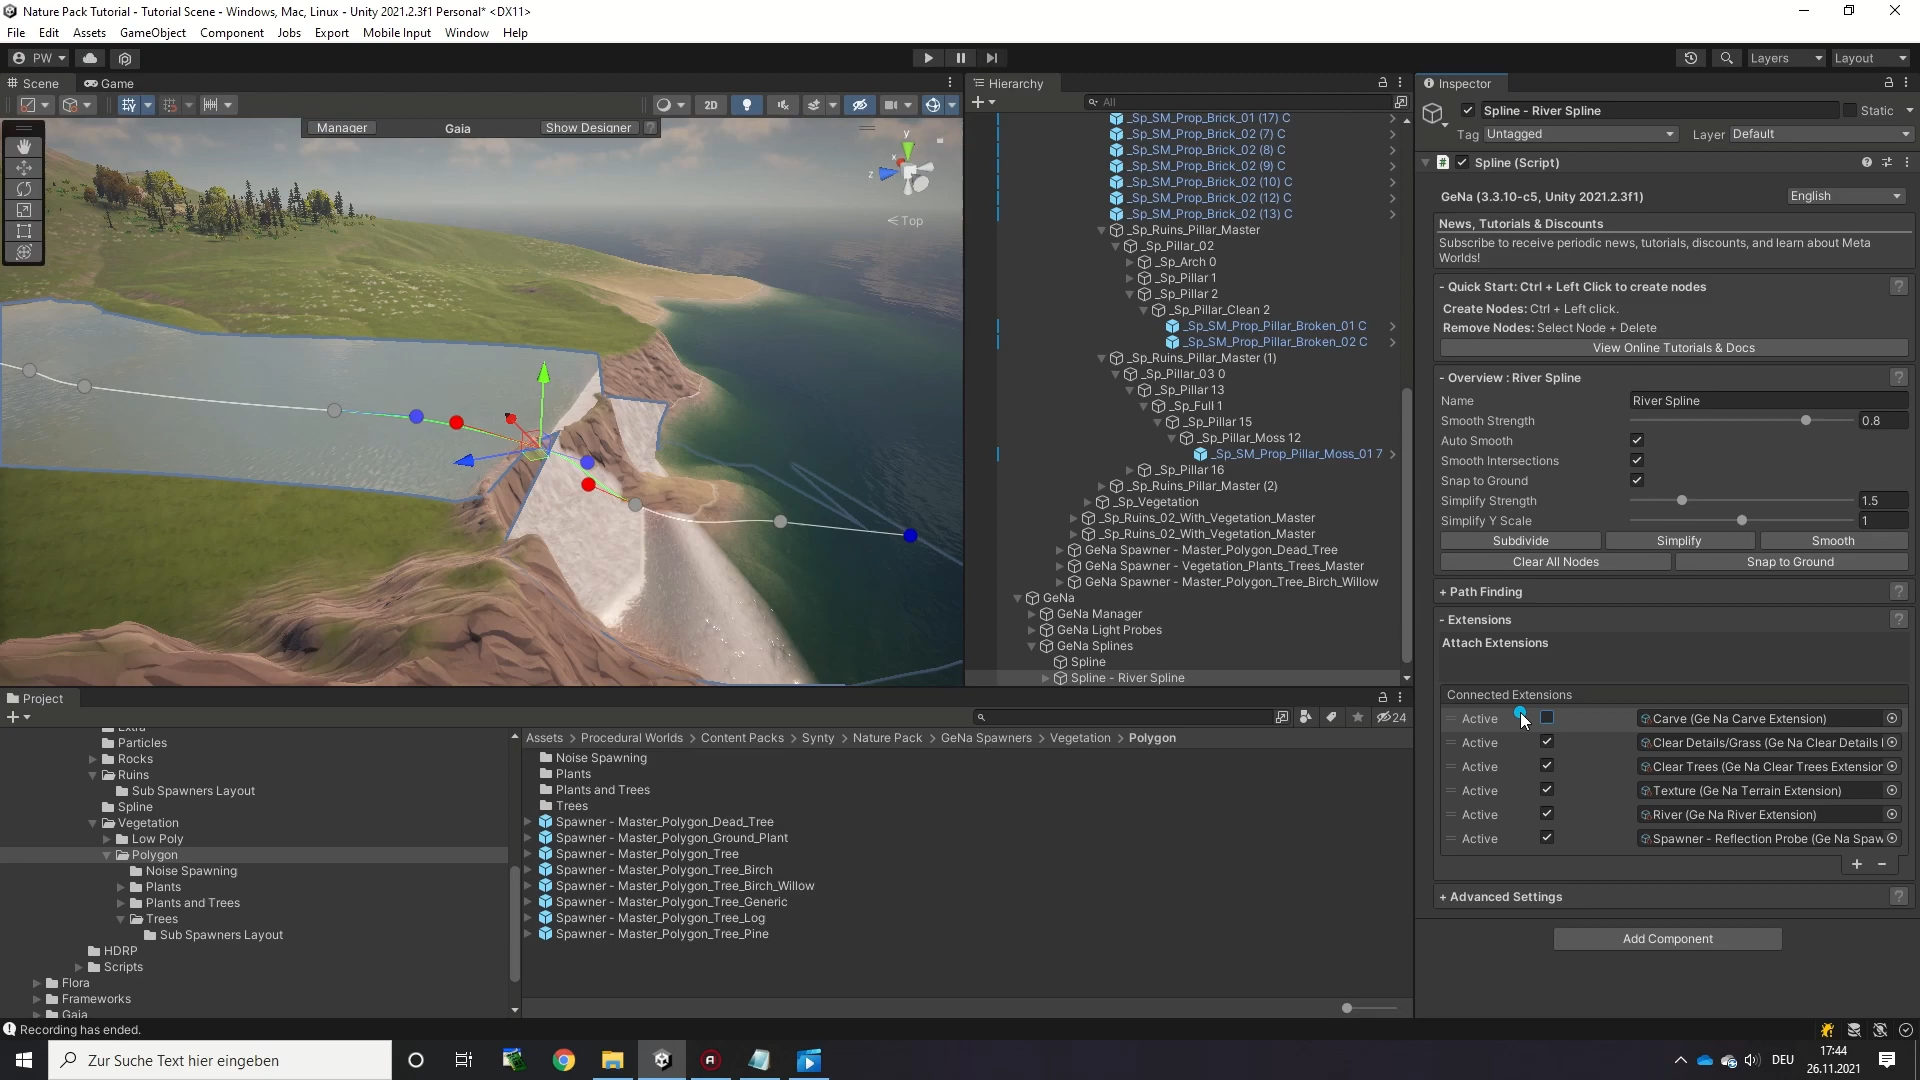 Nature Pack Tutorial - Tutorial Scene - Windows, Mac, Linux - Unity 2021.2.3f1 Personal* <DX11>
File Edit Assets GameObject Component Jobs Export Mobile Input Window Help
PW Layers Layout
Scene Game
2D
Manager Gaia Show Designer ?
y
x
z
Top
Hierarchy
All
_Sp_SM_Prop_Brick_01 (17) C
_Sp_SM_Prop_Brick_02 (7) C
_Sp_SM_Prop_Brick_02 (8) C
_Sp_SM_Prop_Brick_02 (9) C
_Sp_SM_Prop_Brick_02 (10) C
_Sp_SM_Prop_Brick_02 (12) C
_Sp_SM_Prop_Brick_02 (13) C
_Sp_Ruins_Pillar_Master
_Sp_Pillar_02
_Sp_Arch 0
_Sp_Pillar 1
_Sp_Pillar 2
_Sp_Pillar_Clean 2
_Sp_SM_Prop_Pillar_Broken_01 C
_Sp_SM_Prop_Pillar_Broken_02 C
_Sp_Ruins_Pillar_Master (1)
_Sp_Pillar_03 0
_Sp_Pillar 13
_Sp_Full 1
_Sp_Pillar 15
_Sp_Pillar_Moss 12
_Sp_SM_Prop_Pillar_Moss_01 7
_Sp_Pillar 16
_Sp_Ruins_Pillar_Master (2)
_Sp_Vegetation
_Sp_Ruins_02_With_Vegetation_Master
_Sp_Ruins_02_With_Vegetation_Master
GeNa Spawner - Master_Polygon_Dead_Tree
GeNa Spawner - Vegetation_Plants_Trees_Master
GeNa Spawner - Master_Polygon_Tree_Birch_Willow
GeNa
GeNa Manager
GeNa Light Probes
GeNa Splines
Spline
Spline - River Spline
Inspector
Spline - River Spline Static
Tag Untagged Layer Default
Spline (Script)
GeNa (3.3.10-c5, Unity 2021.2.3f1) English
News, Tutorials & Discounts
Subscribe to receive periodic news, tutorials, discounts, and learn about Meta
Worlds!
- Quick Start: Ctrl + Left Click to create nodes ?
Create Nodes: Ctrl + Left click.
Remove Nodes: Select Node + Delete
View Online Tutorials & Docs
- Overview : River Spline ?
Name River Spline
Smooth Strength 0.8
Auto Smooth
Smooth Intersections
Snap to Ground
Simplify Strength 1.5
Simplify Y Scale 1
Subdivide Simplify Smooth
Clear All Nodes Snap to Ground
+ Path Finding ?
- Extensions ?
Attach Extensions
Connected Extensions
Active Carve (Ge Na Carve Extension)
Active Clear Details/Grass (Ge Na Clear Details
Active Clear Trees (Ge Na Clear Trees Extension
Active Texture (Ge Na Terrain Extension)
Active River (Ge Na River Extension)
Active Spawner - Reflection Probe (Ge Na Spaw
+ -
+ Advanced Settings ?
Add Component
Project
24
Extra
Particles
Rocks
Ruins
Sub Spawners Layout
Spline
Vegetation
Low Poly
Polygon
Noise Spawning
Plants
Plants and Trees
Trees
Sub Spawners Layout
HDRP
Scripts
Flora
Frameworks
Gaia
Assets > Procedural Worlds > Content Packs > Synty > Nature Pack > GeNa Spawners > Vegetation > Polygon
Noise Spawning
Plants
Plants and Trees
Trees
Spawner - Master_Polygon_Dead_Tree
Spawner - Master_Polygon_Ground_Plant
Spawner - Master_Polygon_Tree
Spawner - Master_Polygon_Tree_Birch
Spawner - Master_Polygon_Tree_Birch_Willow
Spawner - Master_Polygon_Tree_Generic
Spawner - Master_Polygon_Tree_Log
Spawner - Master_Polygon_Tree_Pine
Recording has ended.
Zur Suche Text hier eingeben
DEU
17:44
26.11.2021